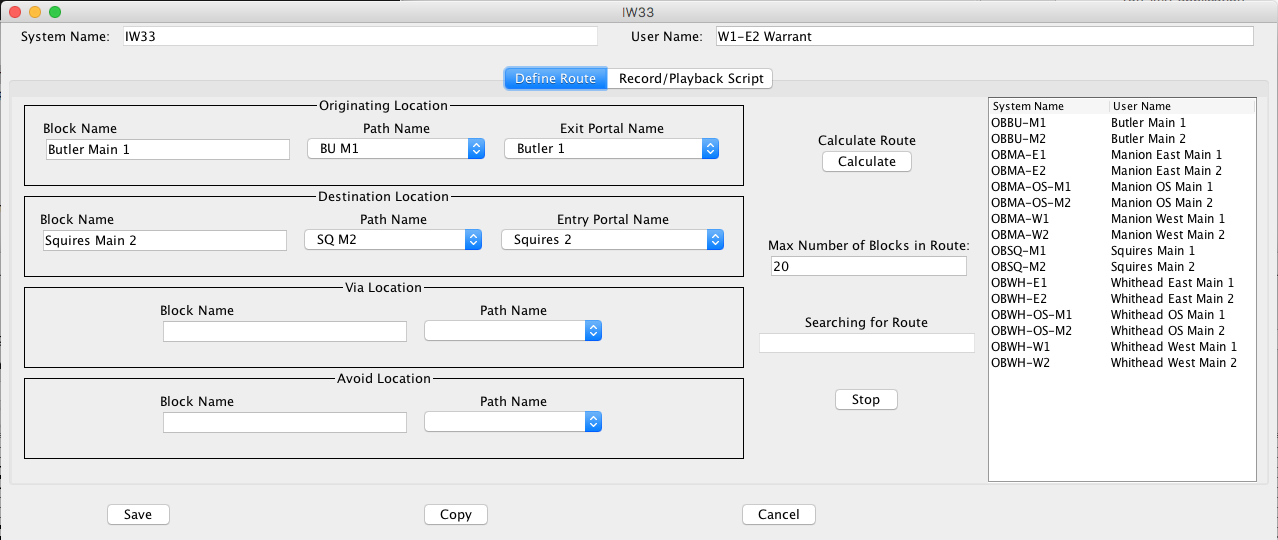 IW33
System Name: IW33 User Name: W1-E2 Warrant
Define Route Record/Playback Script
Originating Location
Block Name Path Name Exit Portal Name
Butler Main 1 BU M1 Butler 1
Destination Location
Block Name Path Name Entry Portal Name
Squires Main 2 SQ M2 Squires 2
Via Location
Block Name Path Name
Avoid Location
Block Name Path Name
Calculate Route
Calculate
Max Number of Blocks in Route:
20
Searching for Route
Stop
System Name User Name
OBBU-M1 Butler Main 1
OBBU-M2 Butler Main 2
OBMA-E1 Manion East Main 1
OBMA-E2 Manion East Main 2
OBMA-OS-M1 Manion OS Main 1
OBMA-OS-M2 Manion OS Main 2
OBMA-W1 Manion West Main 1
OBMA-W2 Manion West Main 2
OBSQ-M1 Squires Main 1
OBSQ-M2 Squires Main 2
OBWH-E1 Whithead East Main 1
OBWH-E2 Whithead East Main 2
OBWH-OS-M1 Whithead OS Main 1
OBWH-OS-M2 Whithead OS Main 2
OBWH-W1 Whithead West Main 1
OBWH-W2 Whithead West Main 2
Save Copy Cancel